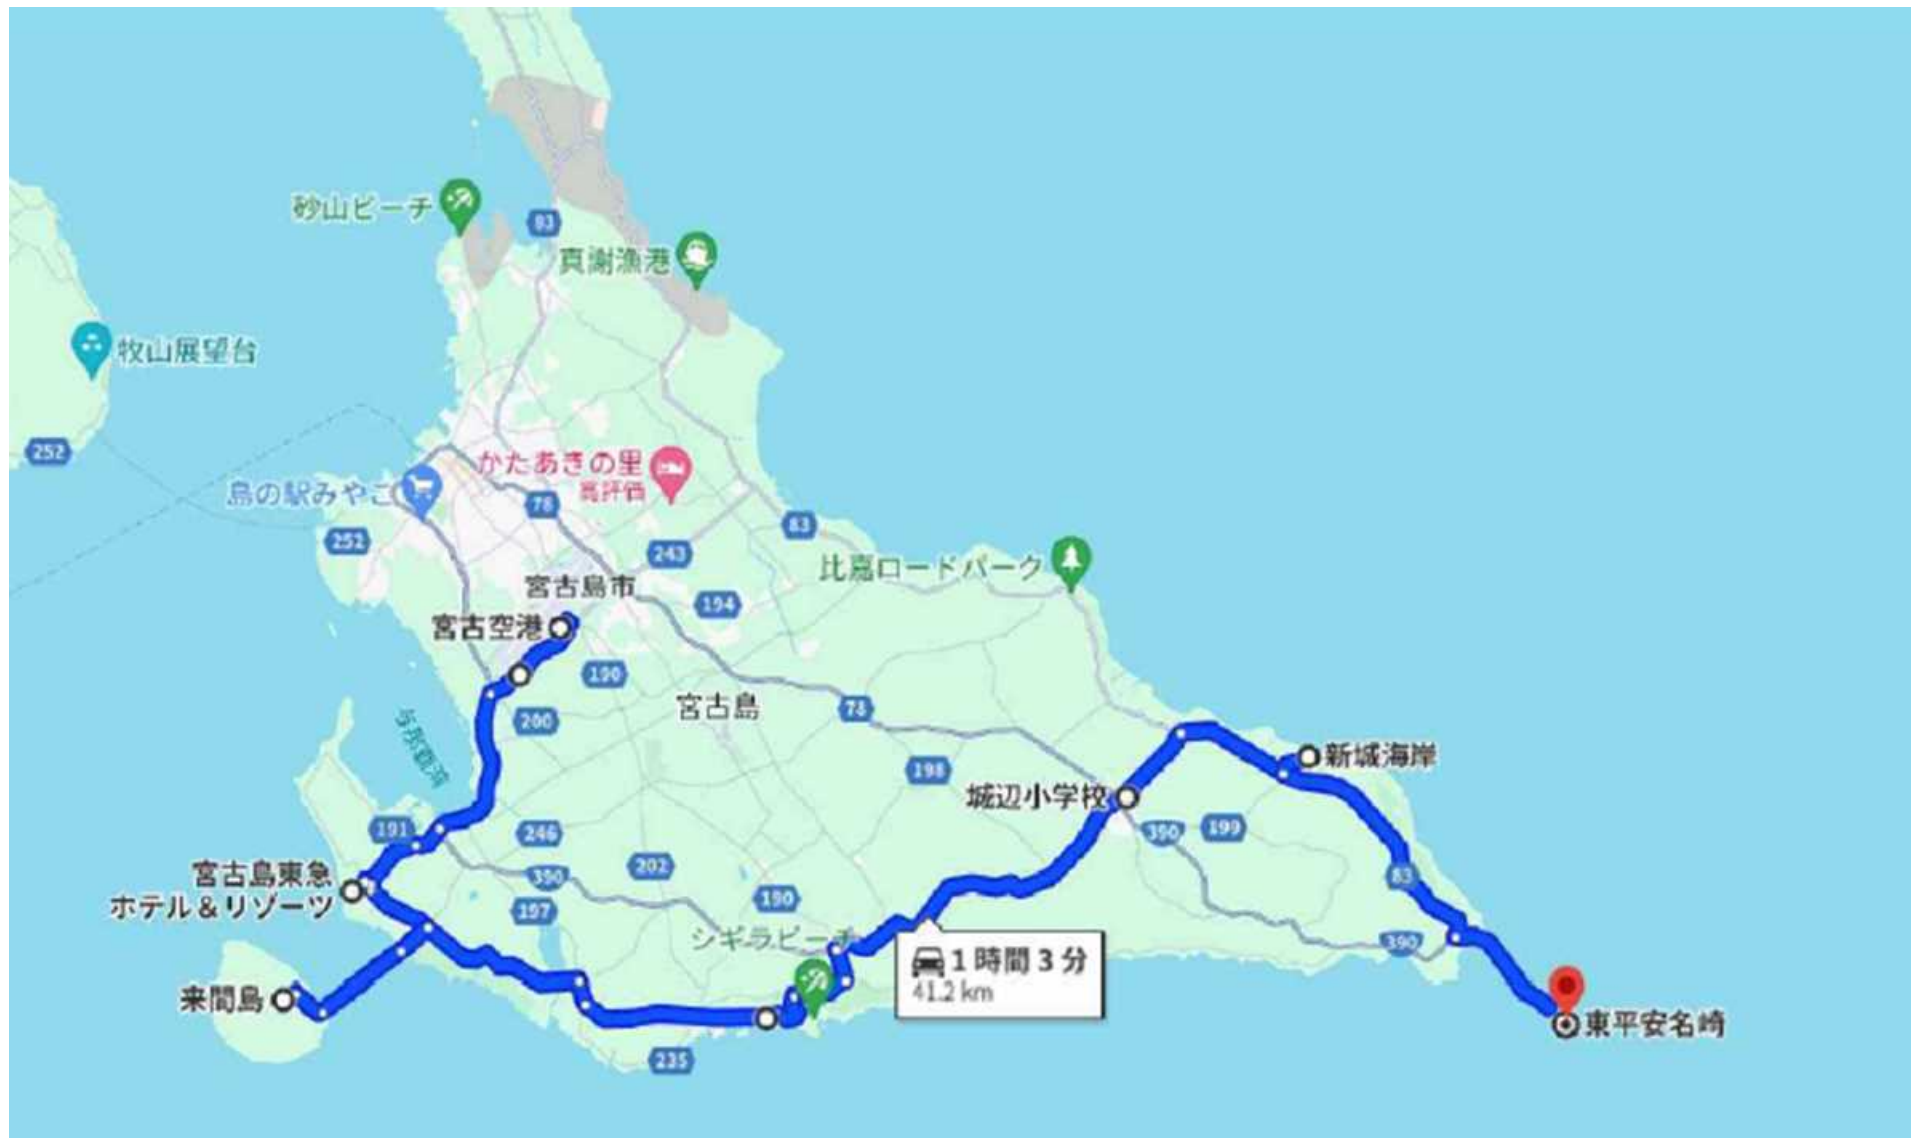 砂山ビーチ
83
真謝漁港
牧山展望台
252
かたあきの里
高評価
島の駅みやこ
78
83
252
243
比嘉ロードパーク
宮古島市
194
宮古空港
190
宮古島
78
200
与那覇湾
新城海岸
198
城辺小学校
191
246
390
199
宮古島東急
ホテル＆リゾーツ
202
390
83
197
190
シギラビーチ
390
1 時間 3 分
41.2 km
来間島
東平安名崎
235